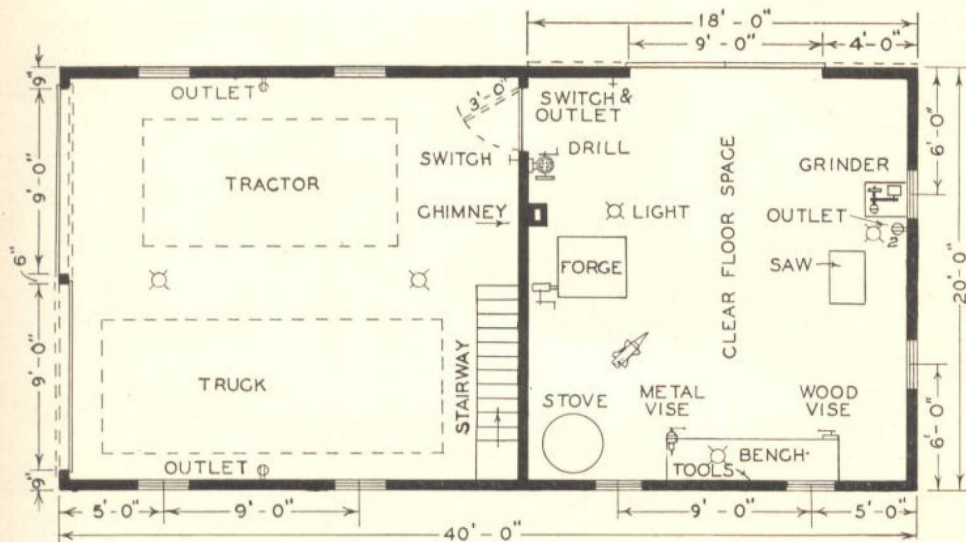 18'-0"
9'-0"
4'-0"
9"
OUTLET
3'-0"
SWITCH &
OUTLET
9'-0"
6'-0"
TRACTOR
SWITCH
DRILL
GRINDER
CHIMNEY
LIGHT
OUTLET
CLEAR FLOOR SPACE
6"
FORGE
SAW
20'-0"
9'-0"
TRUCK
STAIRWAY
STOVE
METAL
VISE
WOOD
VISE
6'-0"
BENCH
TOOLS
OUTLET
9"
5'-0"
9'-0"
9'-0"
5'-0"
40'-0"